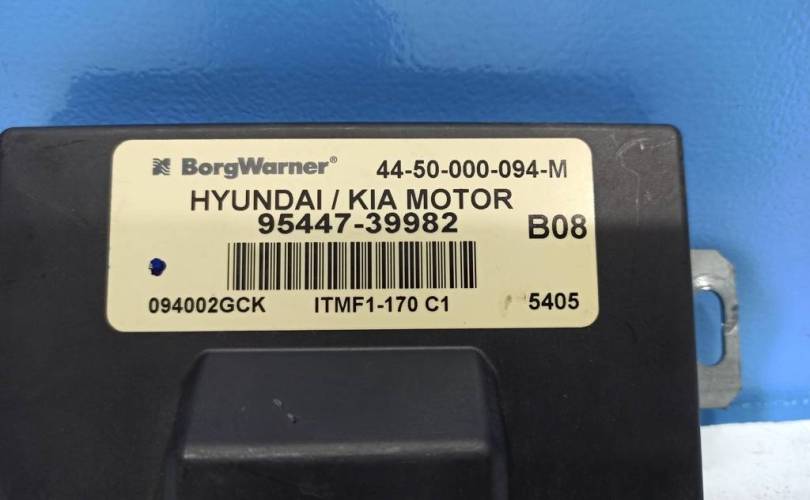 BorgWarner® 44-50-000-094-M
HYUNDAI / KIA MOTOR
95447-39982 B08
094002GCK ITMF1-170 C1 5405